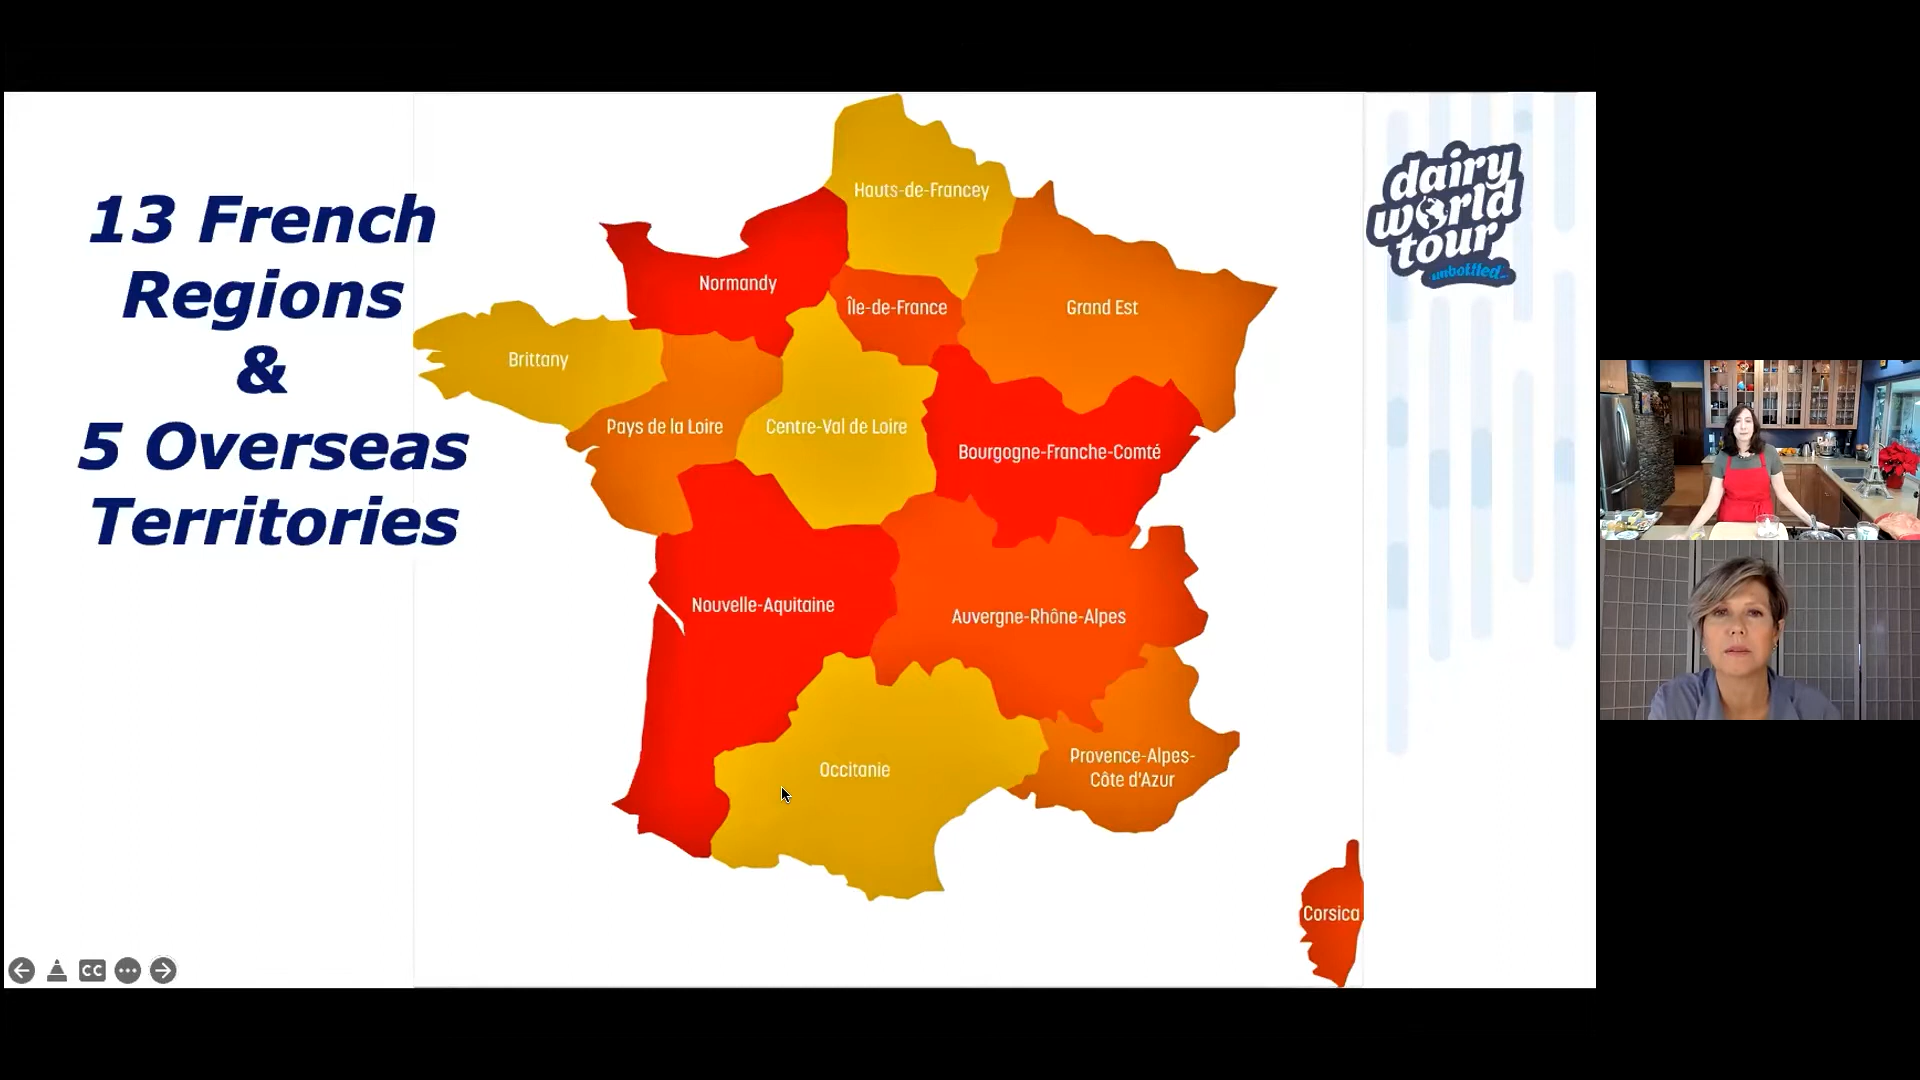 13 French
Regions
&
5 Overseas
Territories
Hauts-de-Francey
Normandy
Île-de-France
Grand Est
Brittany
Pays de la Loire
Centre-Val de Loire
Bourgogne-Franche-Comté
Nouvelle-Aquitaine
Auvergne-Rhône-Alpes
Occitanie
Provence-Alpes-
Côte d'Azur
Corsica
dairy
world
tour
unbottled...
CC